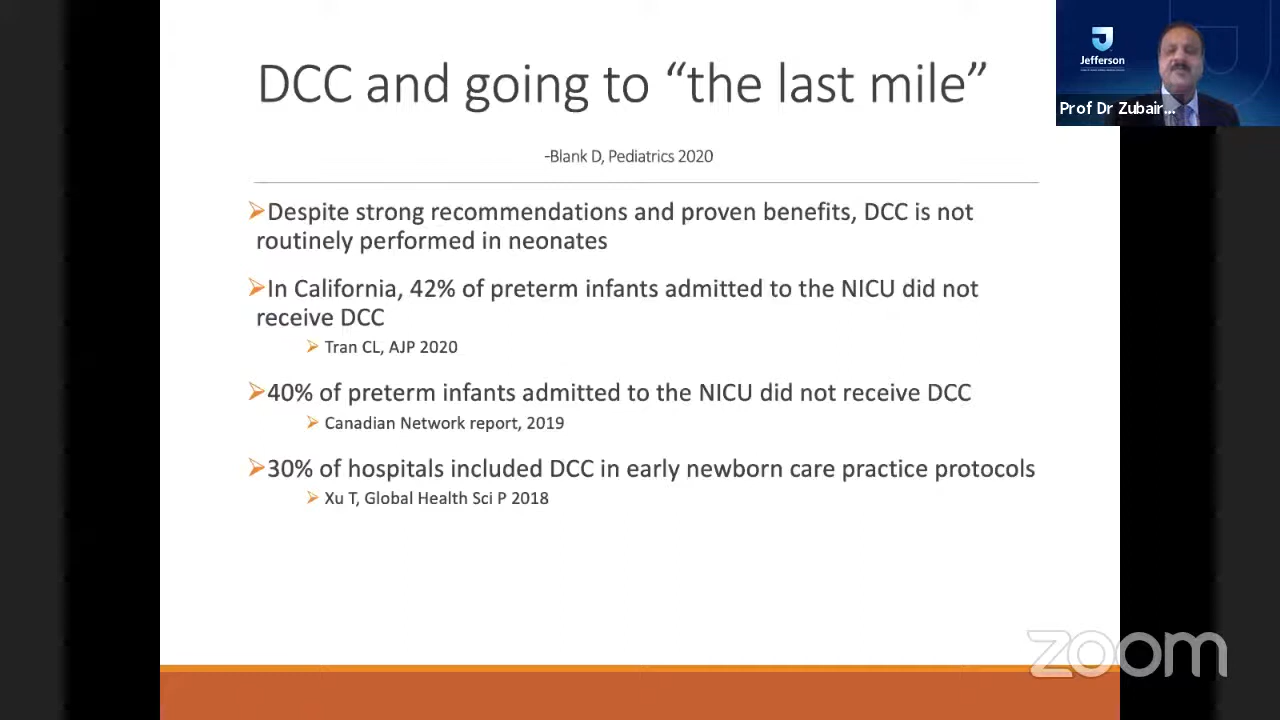 Jefferson
Prof Dr Zubair...
DCC and going to “the last mile”
-Blank D, Pediatrics 2020
➢Despite strong recommendations and proven benefits, DCC is not
routinely performed in neonates
➢In California, 42% of preterm infants admitted to the NICU did not
receive DCC
➢ Tran CL, AJP 2020
➢40% of preterm infants admitted to the NICU did not receive DCC
➢ Canadian Network report, 2019
➢30% of hospitals included DCC in early newborn care practice protocols
➢ Xu T, Global Health Sci P 2018
zoom